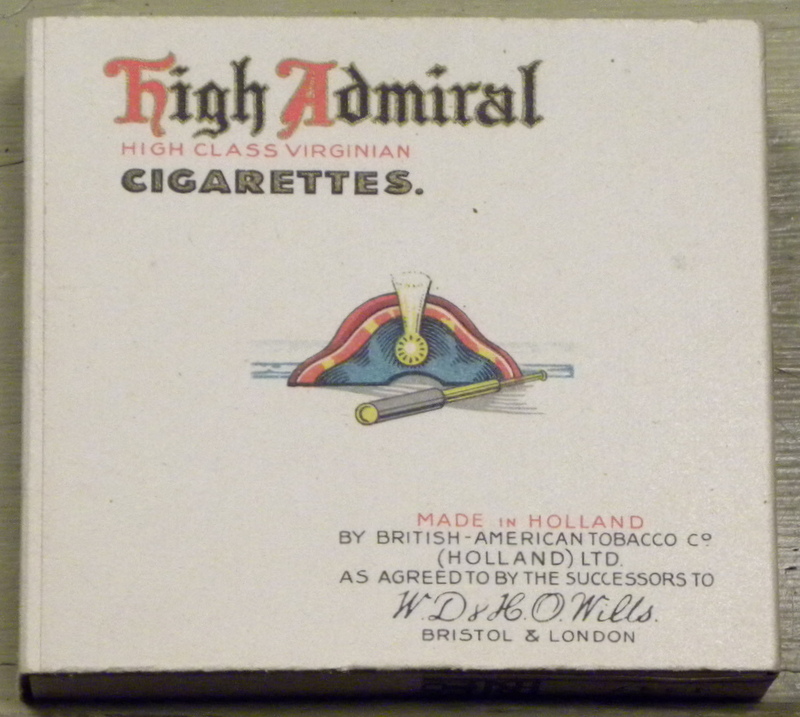 High Admiral
HIGH CLASS VIRGINIAN
CIGARETTES.
MADE IN HOLLAND
BY BRITISH-AMERICAN TOBACCO Cº
(HOLLAND) LTD.
AS AGREED TO BY THE SUCCESSORS TO
W.D & H.O. Wills.
BRISTOL & LONDON